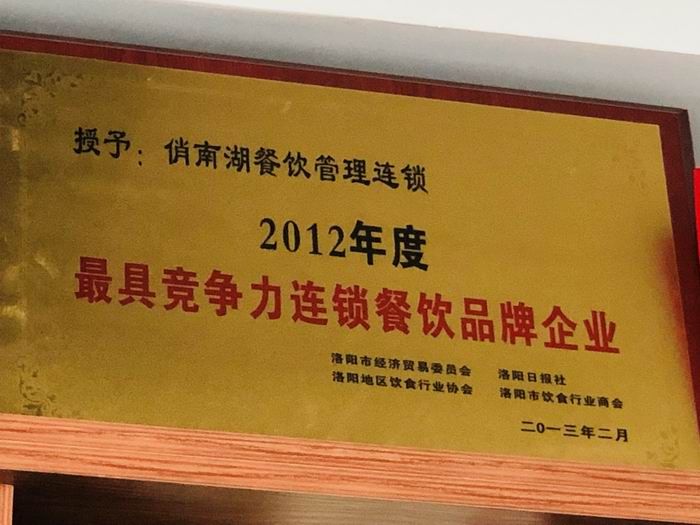 授予：俏南湖餐饮管理连锁
2012年度
最具竞争力连锁餐饮品牌企业
洛阳市经济贸易委员会 洛阳日报社
洛阳地区饮食行业协会 洛阳市饮食行业商会
二〇一三年二月